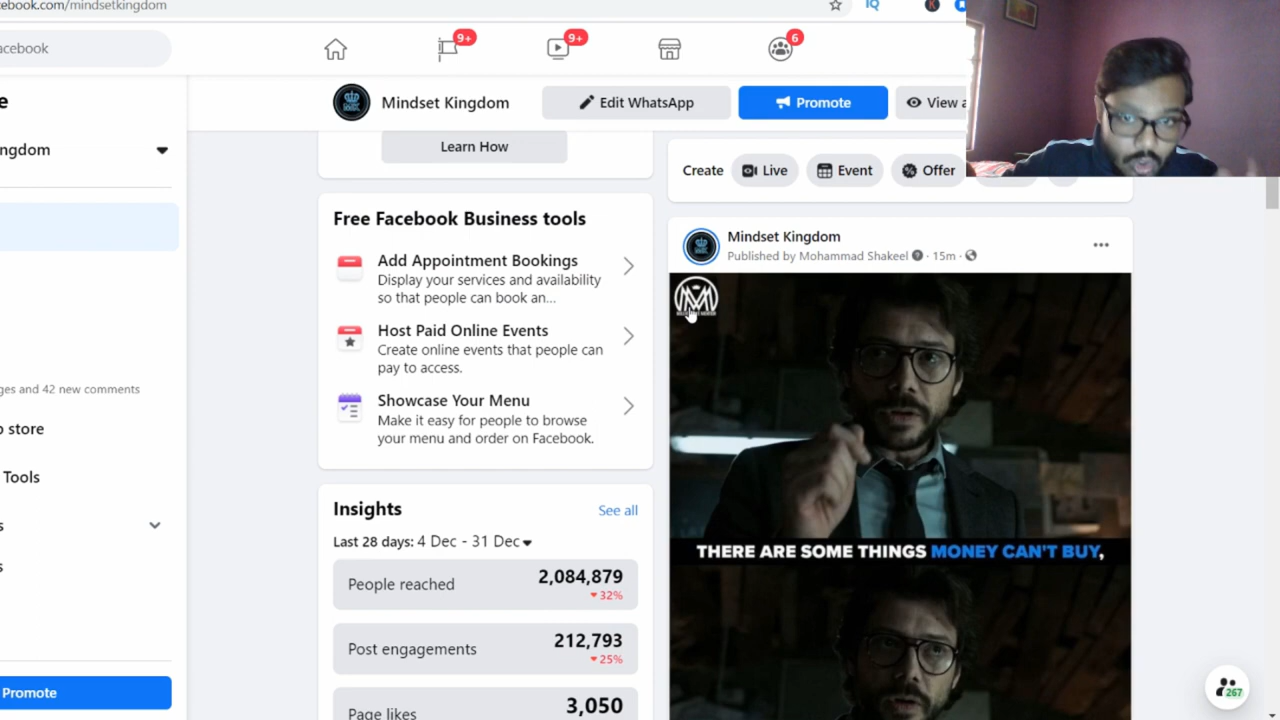 cebook.com/mindsetkingdom
acebook
9+
9+
6
e
Mindset Kingdom
Edit WhatsApp
Promote
View a
ngdom
Learn How
Create
Live
Event
Offer
Free Facebook Business tools
Add Appointment Bookings
Display your services and availability
so that people can book an...
Host Paid Online Events
Create online events that people can
pay to access.
Showcase Your Menu
Make it easy for people to browse
your menu and order on Facebook.
Mindset Kingdom
Published by Mohammad Shakeel · 15m ·
THERE ARE SOME THINGS MONEY CAN'T BUY,
ges and 42 new comments
o store
Tools
s
s
Promote
Insights
See all
Last 28 days: 4 Dec - 31 Dec
People reached
2,084,879
32%
Post engagements
212,793
25%
Page likes
3,050
267